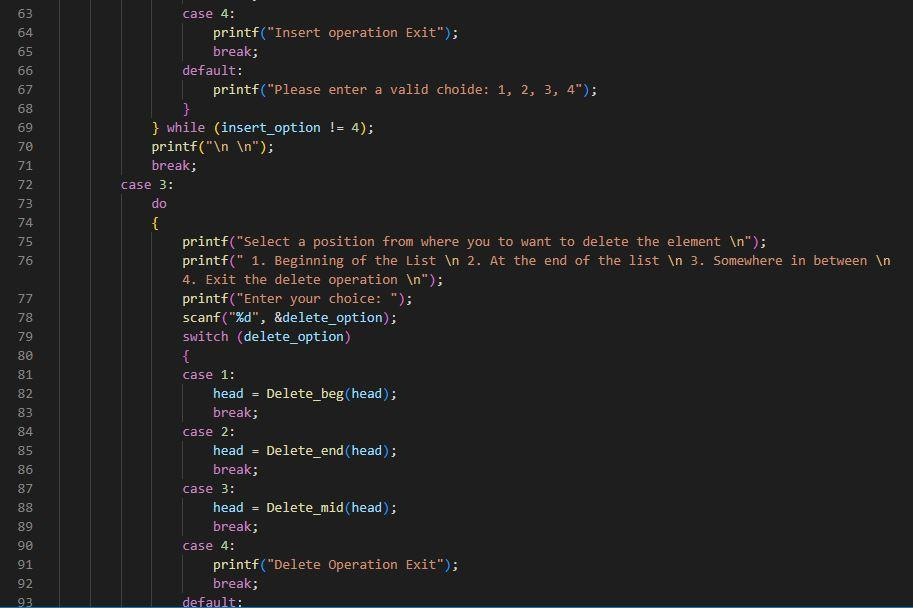 63 case 4:
64 printf("Insert operation Exit");
65 break;
66 default:
67 printf("Please enter a valid choide: 1, 2, 3, 4");
68 }
69 } while (insert_option != 4);
70 printf("\n \n");
71 break;
72 case 3:
73 do
74 {
75 printf("Select a position from where you to want to delete the element \n");
76 printf(" 1. Beginning of the List \n 2. At the end of the list \n 3. Somewhere in between \n
4. Exit the delete operation \n");
77 printf("Enter your choice: ");
78 scanf("%d", &delete_option);
79 switch (delete_option)
80 {
81 case 1:
82 head = Delete_beg(head);
83 break;
84 case 2:
85 head = Delete_end(head);
86 break;
87 case 3:
88 head = Delete_mid(head);
89 break;
90 case 4:
91 printf("Delete Operation Exit");
92 break;
93 default: